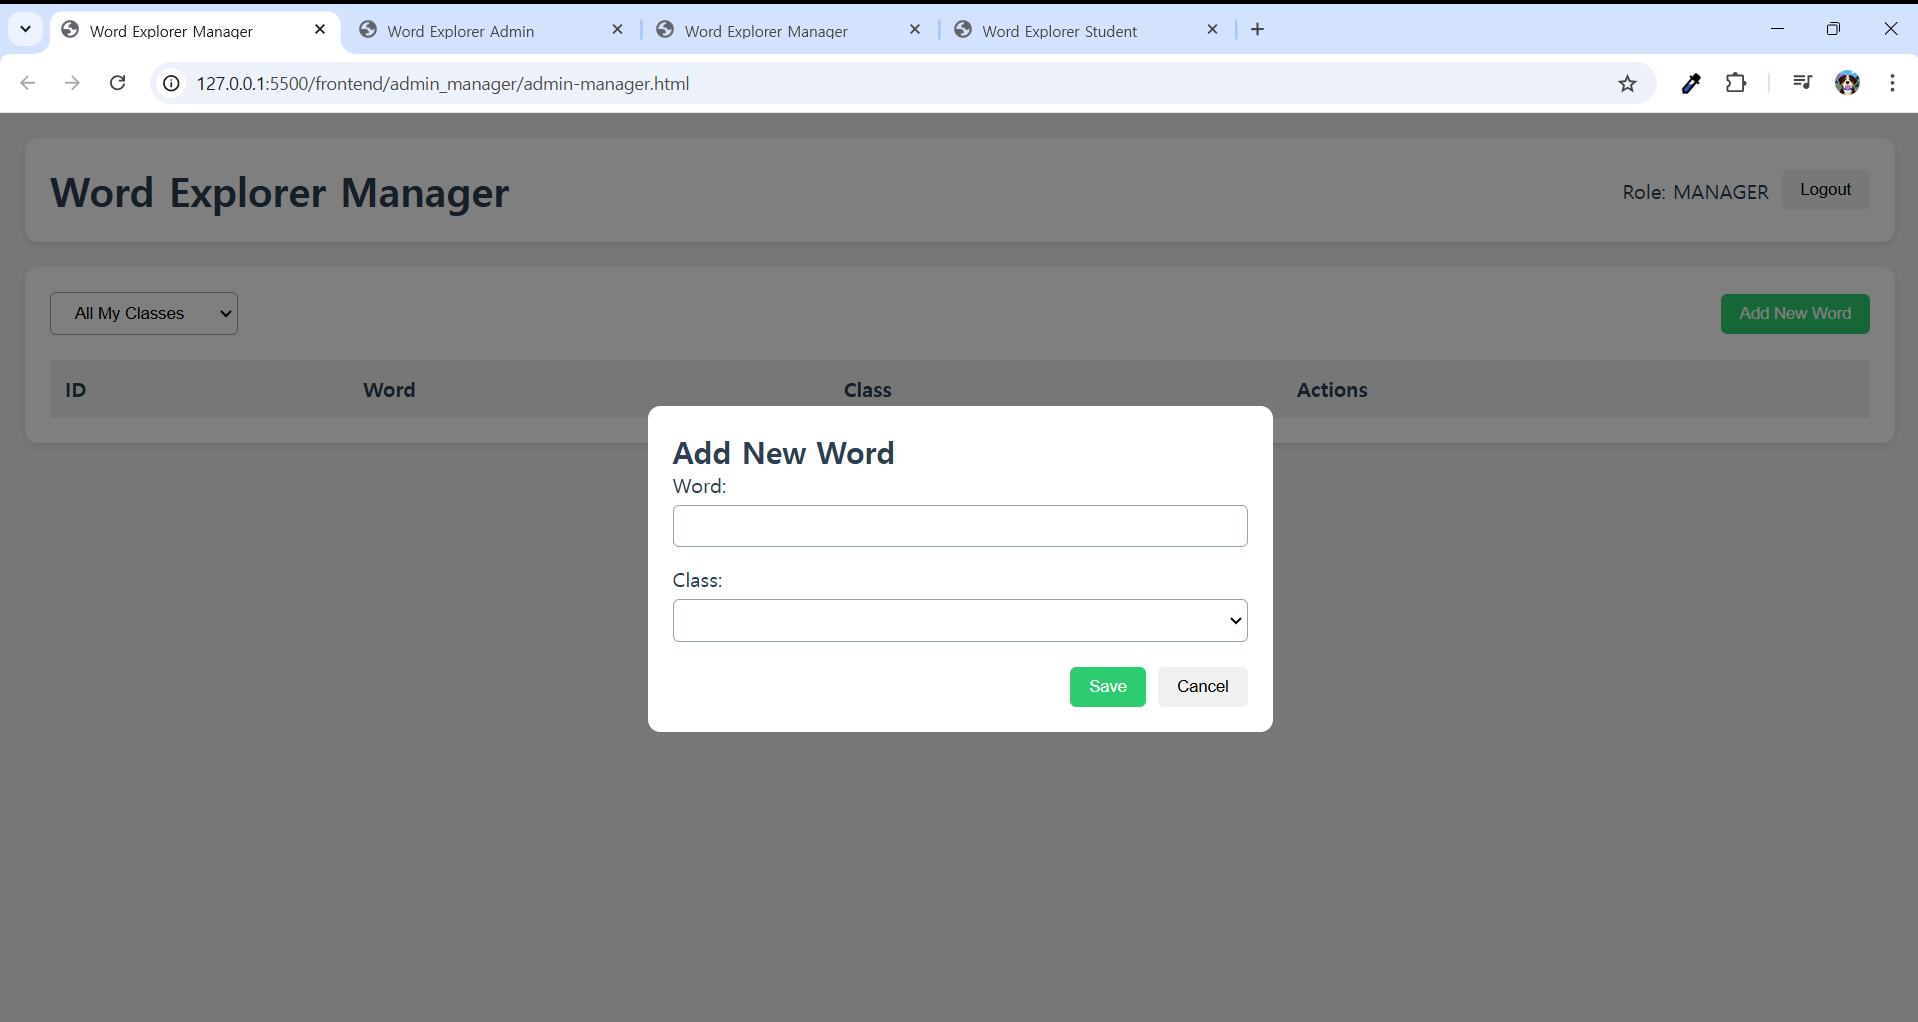 Word Explorer Manager
Word Explorer Admin
Word Explorer Manager
Word Explorer Student
127.0.0.1:5500/frontend/admin_manager/admin-manager.html
Word Explorer Manager
Role: MANAGER
Logout
All My Classes
Add New Word
ID Word Class Actions
Add New Word
Word:
Class:
Save Cancel